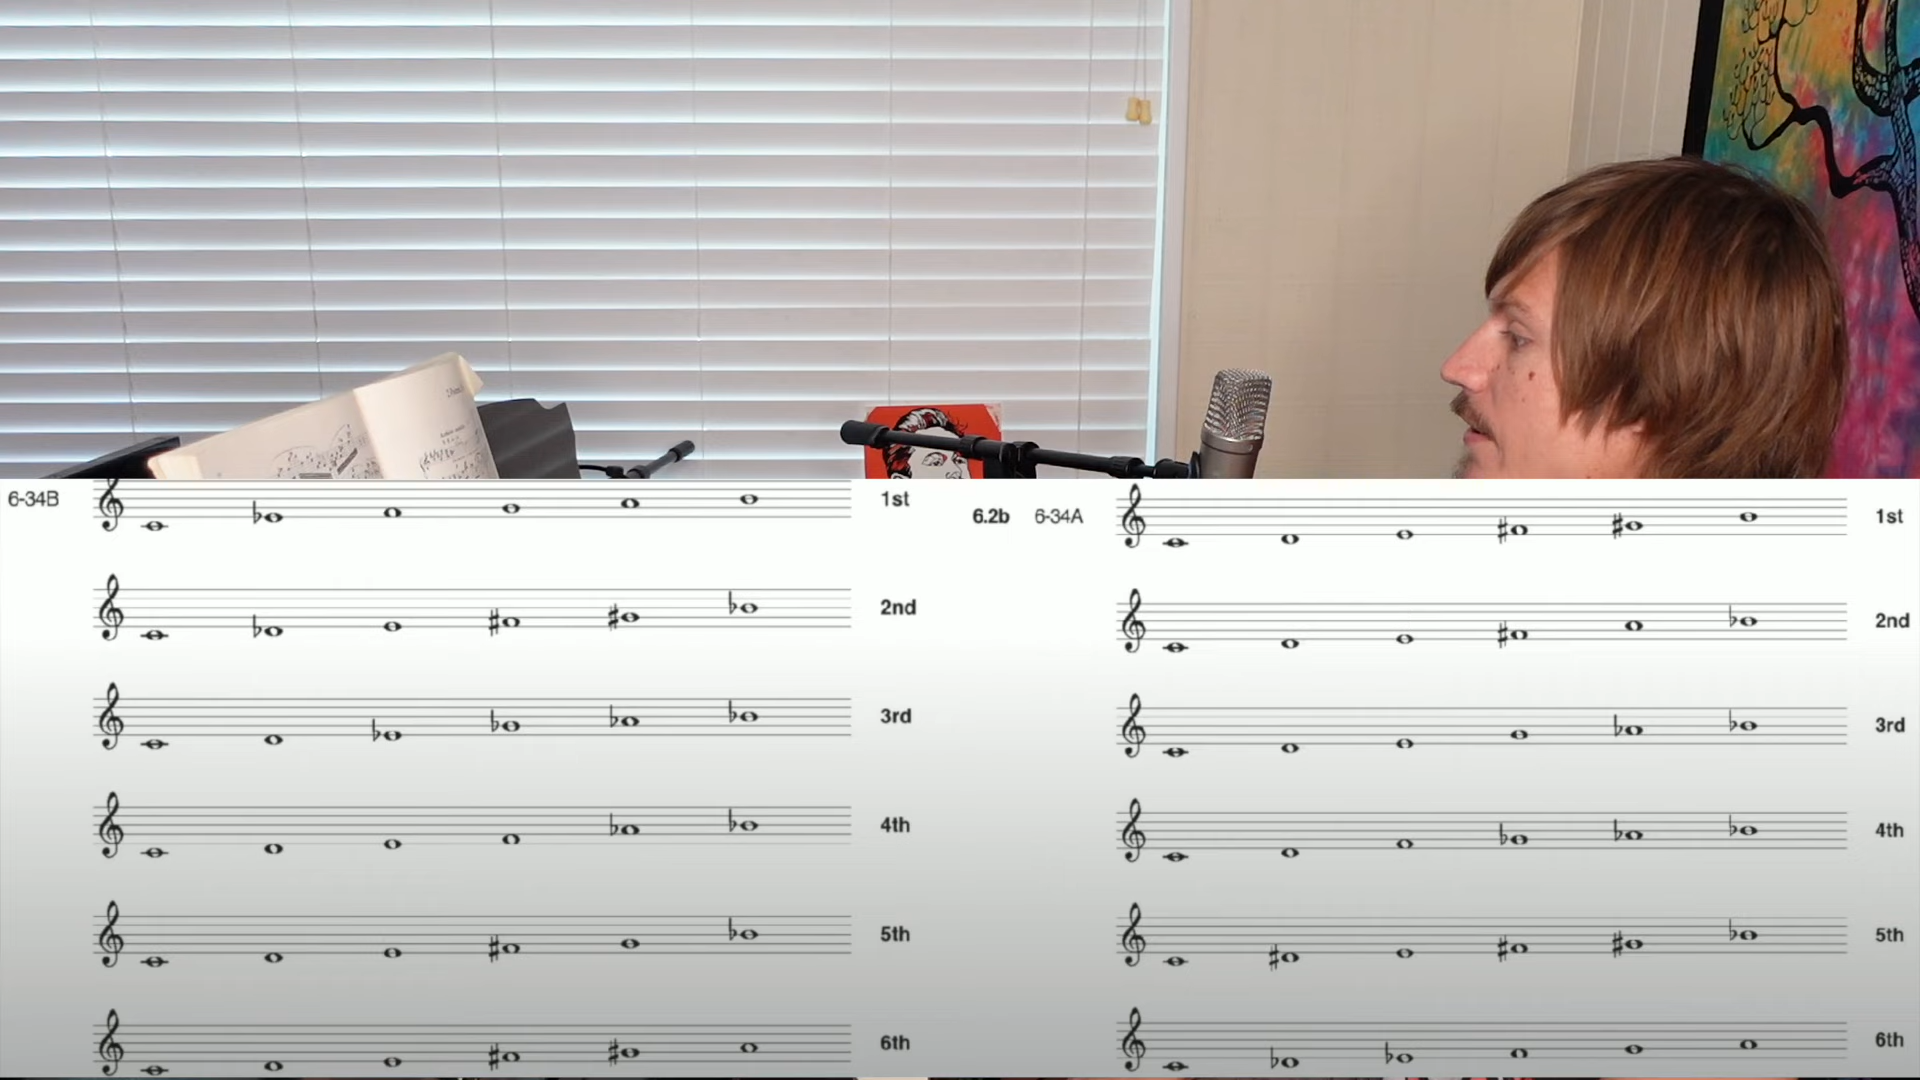 6-34B 1st
2nd
3rd
4th
5th
6th
6.2b 6-34A 1st
2nd
3rd
4th
5th
6th